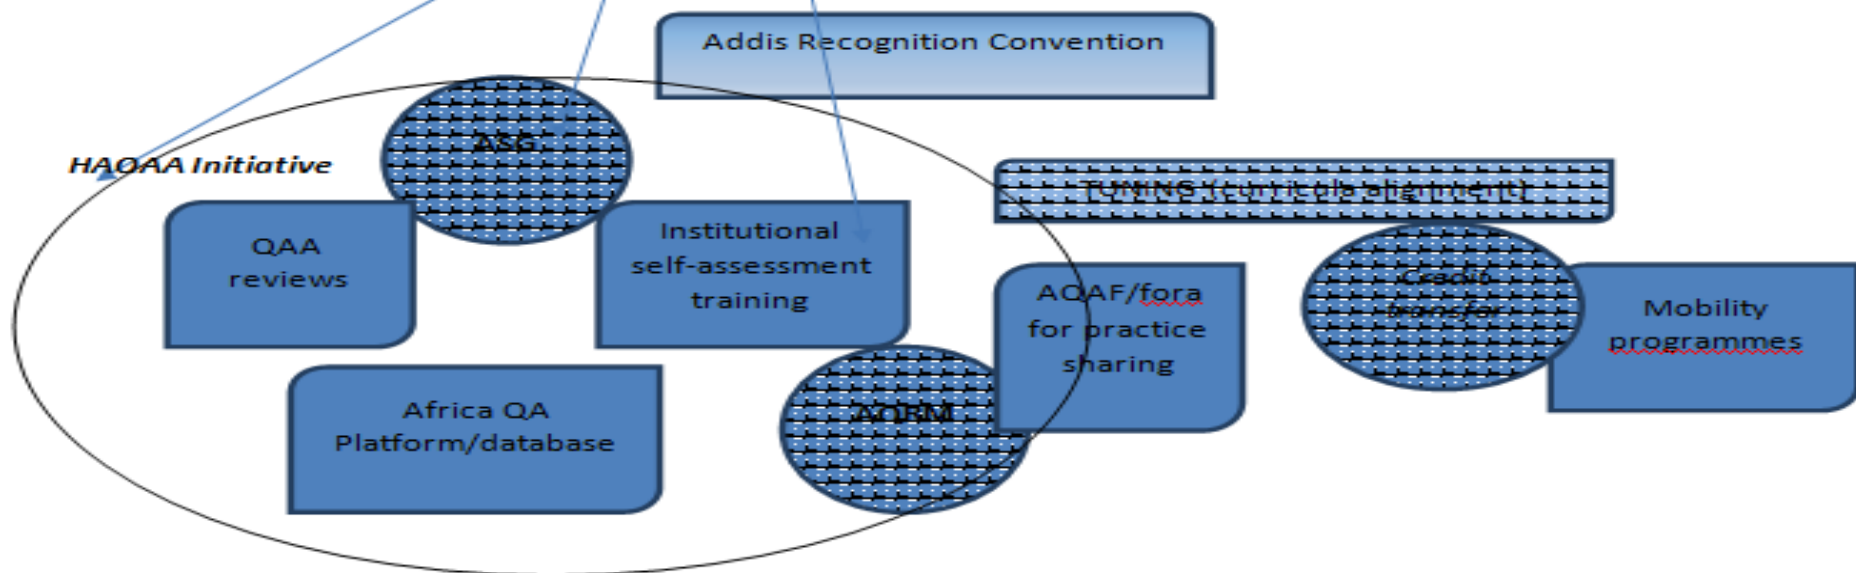 Addis Recognition Convention
ASG
HAQAA Initiative
TUNING (curricula alignment)
QAA
reviews
Institutional
self-assessment
training
AQAF/fora
for practice
sharing
Credit
transfer
Mobility
programmes
Africa QA
Platform/database
AQRM